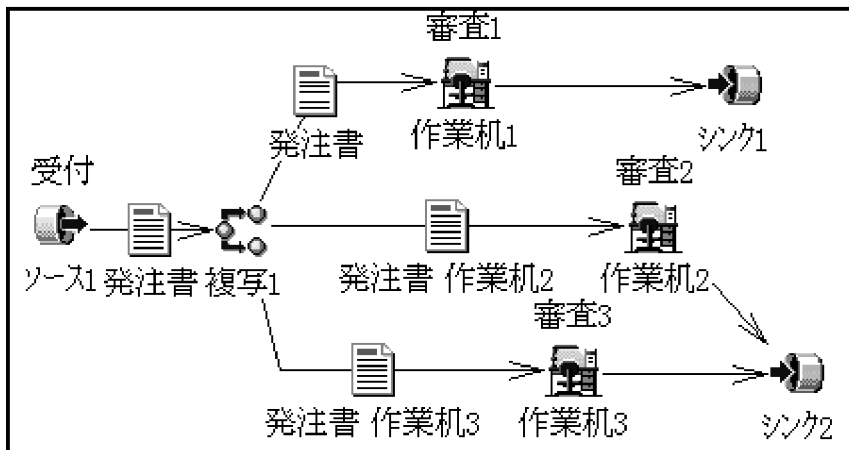 審査1
発注書
作業机1
シンク1
受付
審査2
ソース1
発注書
複写1
発注書 作業机2
作業机2
審査3
発注書 作業机3
作業机3
シンク2